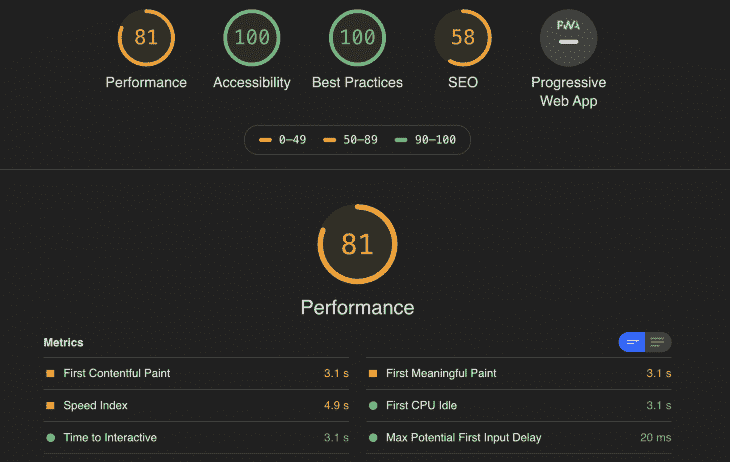 81
100
100
58
PWA
Performance
Accessibility
Best Practices
SEO
Progressive
Web App
0–49
50–89
90–100
81
Performance
Metrics
First Contentful Paint 3.1 s
First Meaningful Paint 3.1 s
Speed Index 4.9 s
First CPU Idle 3.1 s
Time to Interactive 3.1 s
Max Potential First Input Delay 20 ms